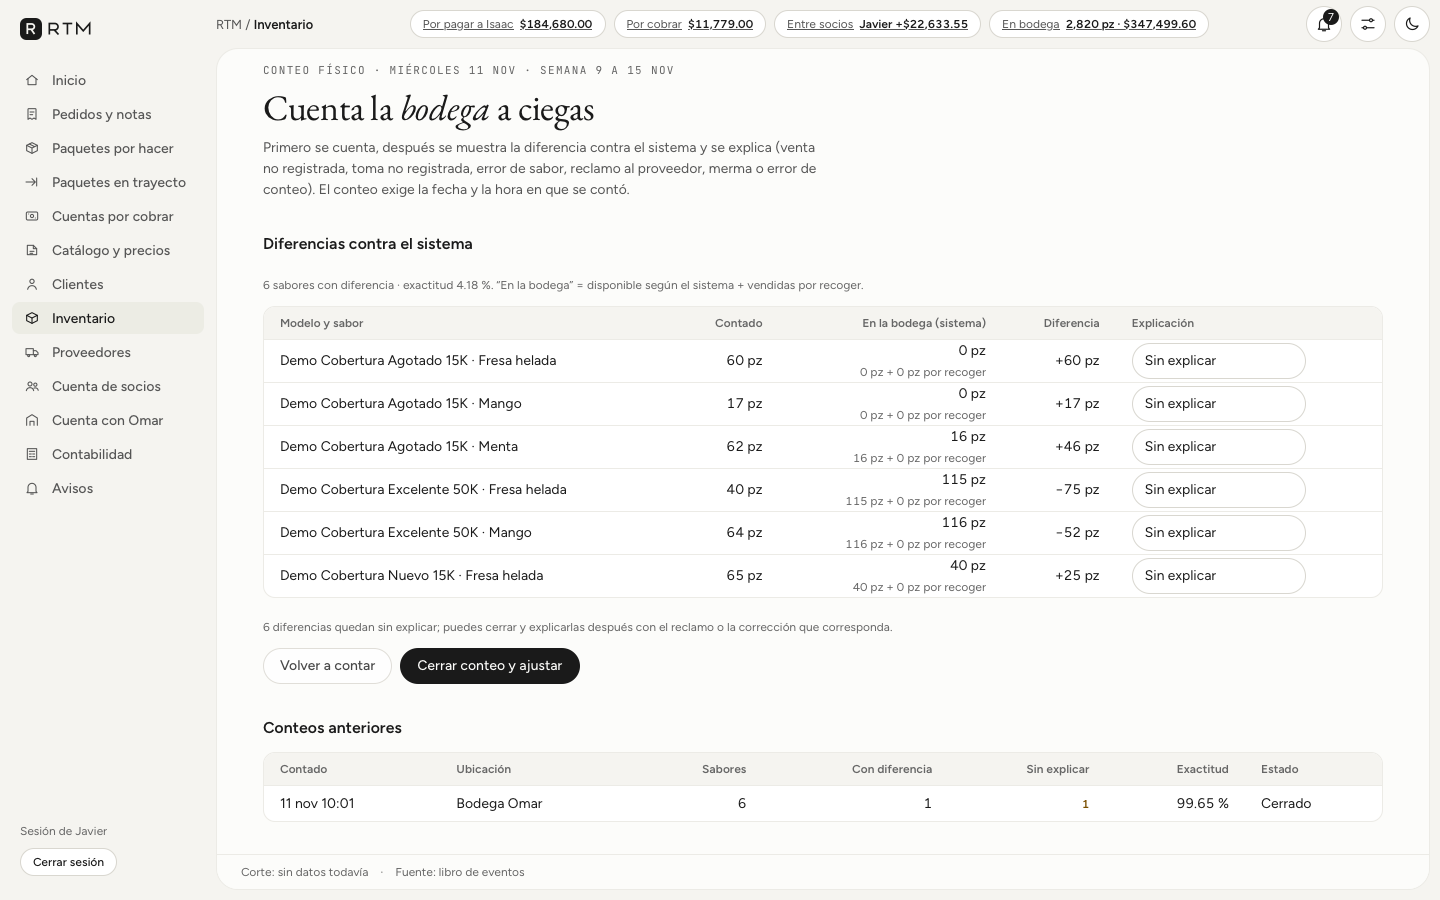 R RTM
RTM / Inventario
Por pagar a Isaac $184,680.00
Por cobrar $11,779.00
Entre socios Javier +$22,633.55
En bodega 2,820 pz · $347,499.60
7
Inicio
Pedidos y notas
Paquetes por hacer
Paquetes en trayecto
Cuentas por cobrar
Catálogo y precios
Clientes
Inventario
Proveedores
Cuenta de socios
Cuenta con Omar
Contabilidad
Avisos
Sesión de Javier
Cerrar sesión
CONTEO FÍSICO · MIÉRCOLES 11 NOV · SEMANA 9 A 15 NOV
Cuenta la bodega a ciegas
Primero se cuenta, después se muestra la diferencia contra el sistema y se explica (venta
no registrada, toma no registrada, error de sabor, reclamo al proveedor, merma o error de
conteo). El conteo exige la fecha y la hora en que se contó.
Diferencias contra el sistema
6 sabores con diferencia · exactitud 4.18 %. "En la bodega" = disponible según el sistema + vendidas por recoger.
Modelo y sabor Contado En la bodega (sistema) Diferencia Explicación
Demo Cobertura Agotado 15K · Fresa helada 60 pz 0 pz +60 pz Sin explicar
0 pz + 0 pz por recoger
Demo Cobertura Agotado 15K · Mango 17 pz 0 pz +17 pz Sin explicar
0 pz + 0 pz por recoger
Demo Cobertura Agotado 15K · Menta 62 pz 16 pz +46 pz Sin explicar
16 pz + 0 pz por recoger
Demo Cobertura Excelente 50K · Fresa helada 40 pz 115 pz −75 pz Sin explicar
115 pz + 0 pz por recoger
Demo Cobertura Excelente 50K · Mango 64 pz 116 pz −52 pz Sin explicar
116 pz + 0 pz por recoger
Demo Cobertura Nuevo 15K · Fresa helada 65 pz 40 pz +25 pz Sin explicar
40 pz + 0 pz por recoger
6 diferencias quedan sin explicar; puedes cerrar y explicarlas después con el reclamo o la corrección que corresponda.
Volver a contar
Cerrar conteo y ajustar
Conteos anteriores
Contado Ubicación Sabores Con diferencia Sin explicar Exactitud Estado
11 nov 10:01 Bodega Omar 6 1 1 99.65 % Cerrado
Corte: sin datos todavía · Fuente: libro de eventos